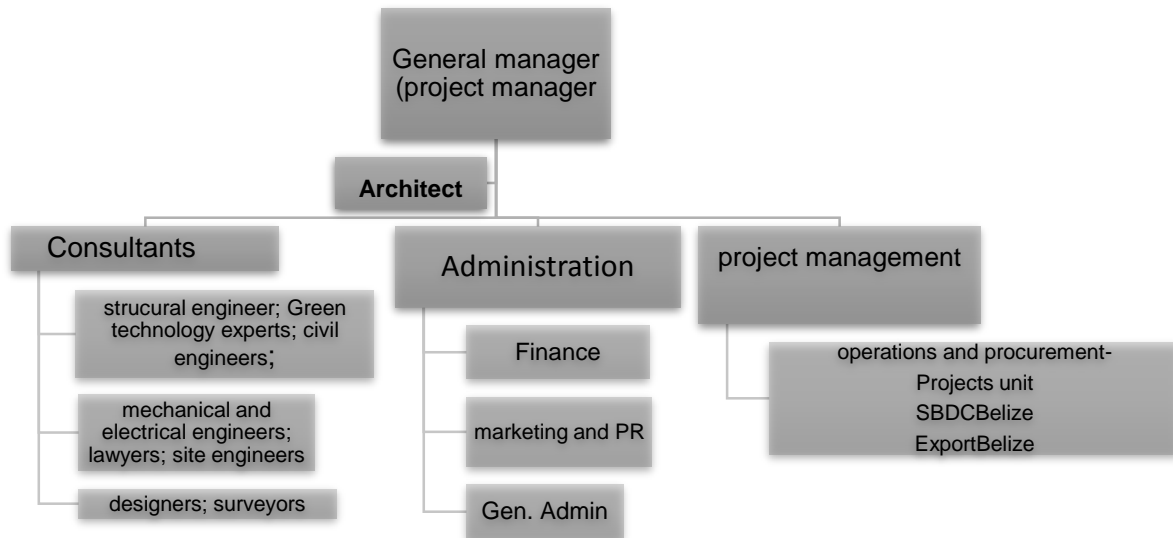 General manager
(project manager
Architect
Consultants
strucural engineer; Green
technology experts; civil
engineers;
mechanical and
electrical engineers;
lawyers; site engineers
designers; surveyors
Administration
Finance
marketing and PR
Gen. Admin
project management
operations and procurement-
Projects unit
SBDCBelize
ExportBelize